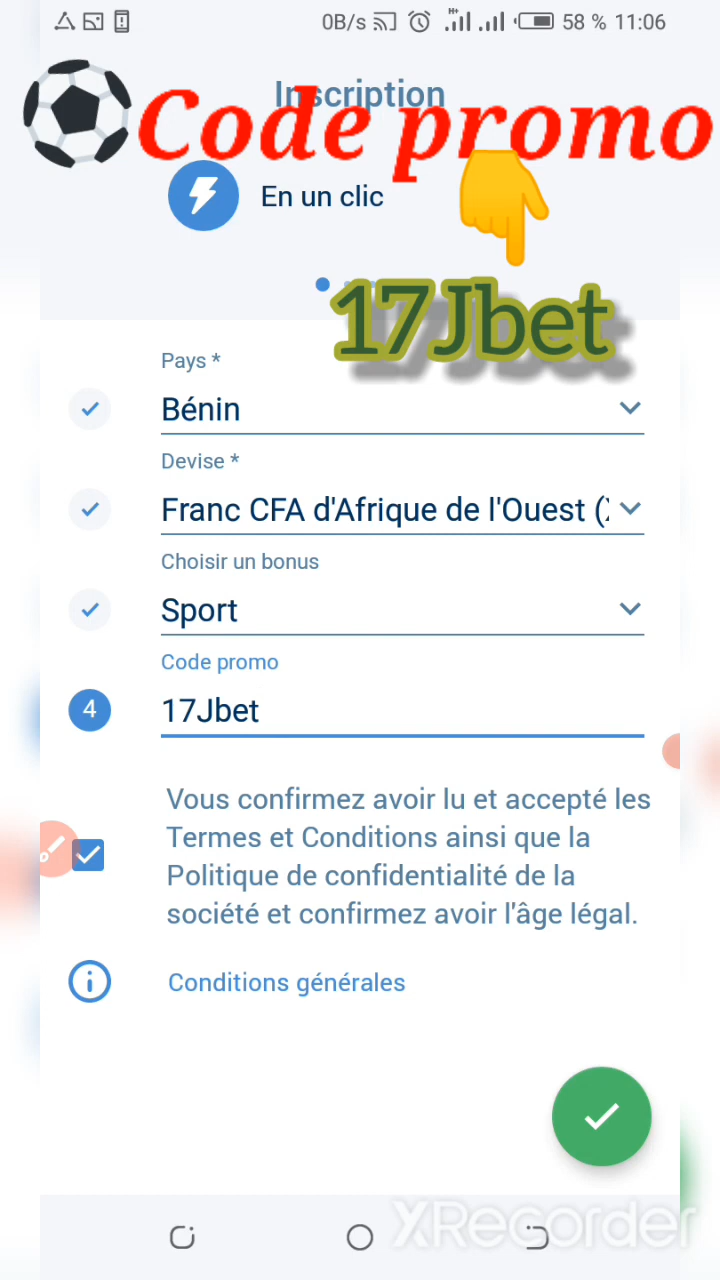 0B/s 58 % 11:06
Inscription
Code promo
En un clic
17Jbet
Pays *
Bénin
Devise *
Franc CFA d'Afrique de l'Ouest (
Choisir un bonus
Sport
Code promo
4 17Jbet
Vous confirmez avoir lu et accepté les
Termes et Conditions ainsi que la
Politique de confidentialité de la
société et confirmez avoir l'âge légal.
Conditions générales
XRecorder